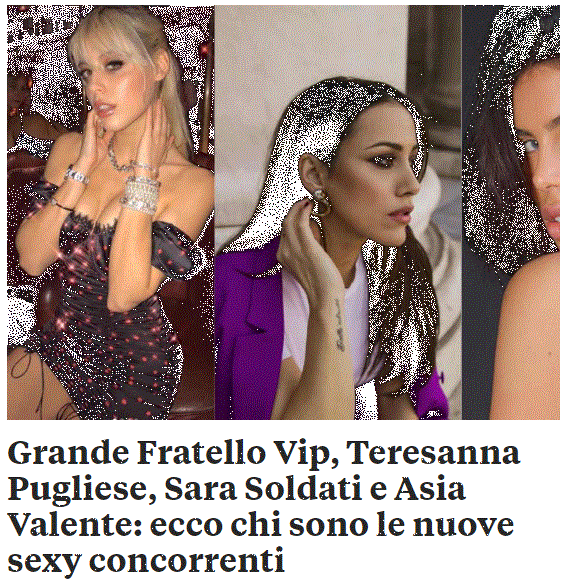 Grande Fratello Vip, Teresanna
Pugliese, Sara Soldati e Asia
Valente: ecco chi sono le nuove
sexy concorrenti